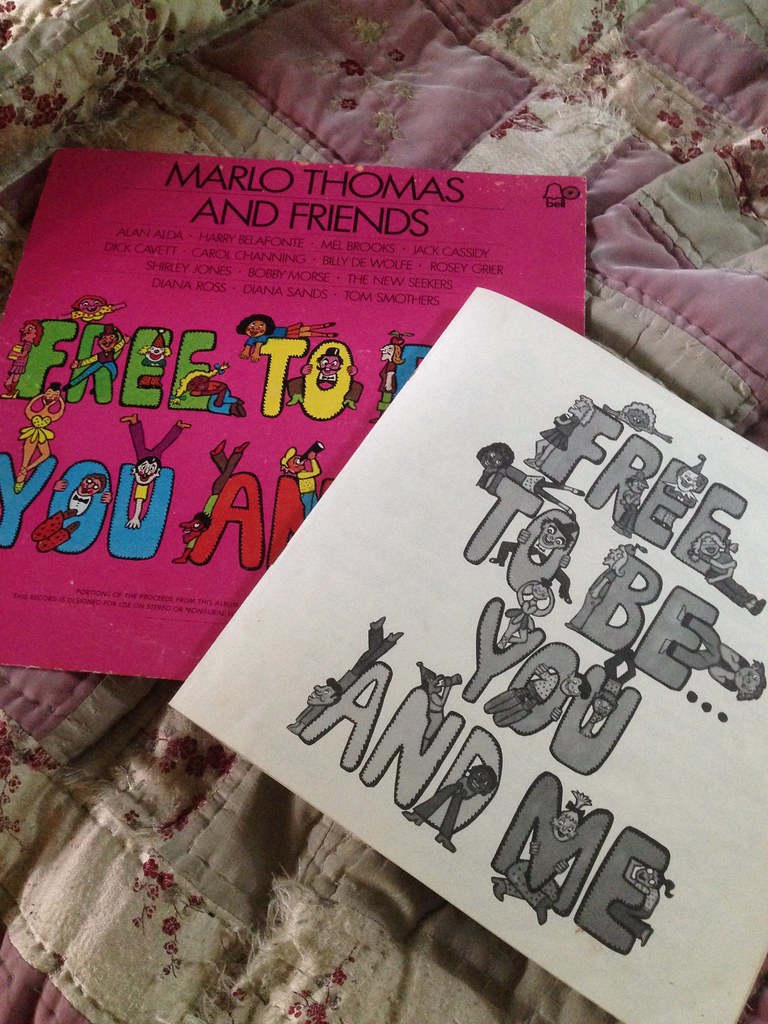 MARLO THOMAS
AND FRIENDS
bell
ALAN ALDA · HARRY BELAFONTE · MEL BROOKS · JACK CASSIDY
DICK CAVETT · CAROL CHANNING · BILLY DE WOLFE · ROSEY GRIER
SHIRLEY JONES · BOBBY MORSE · THE NEW SEEKERS
DIANA ROSS · DIANA SANDS · TOM SMOTHERS
FREE TO B
YOU AN
PORTIONS OF THE PROCEEDS FROM THIS ALBUM
THIS RECORD IS DESIGNED FOR USE ON STEREO OR MONAURAL
FREE
TO BE...
YOU
AND ME